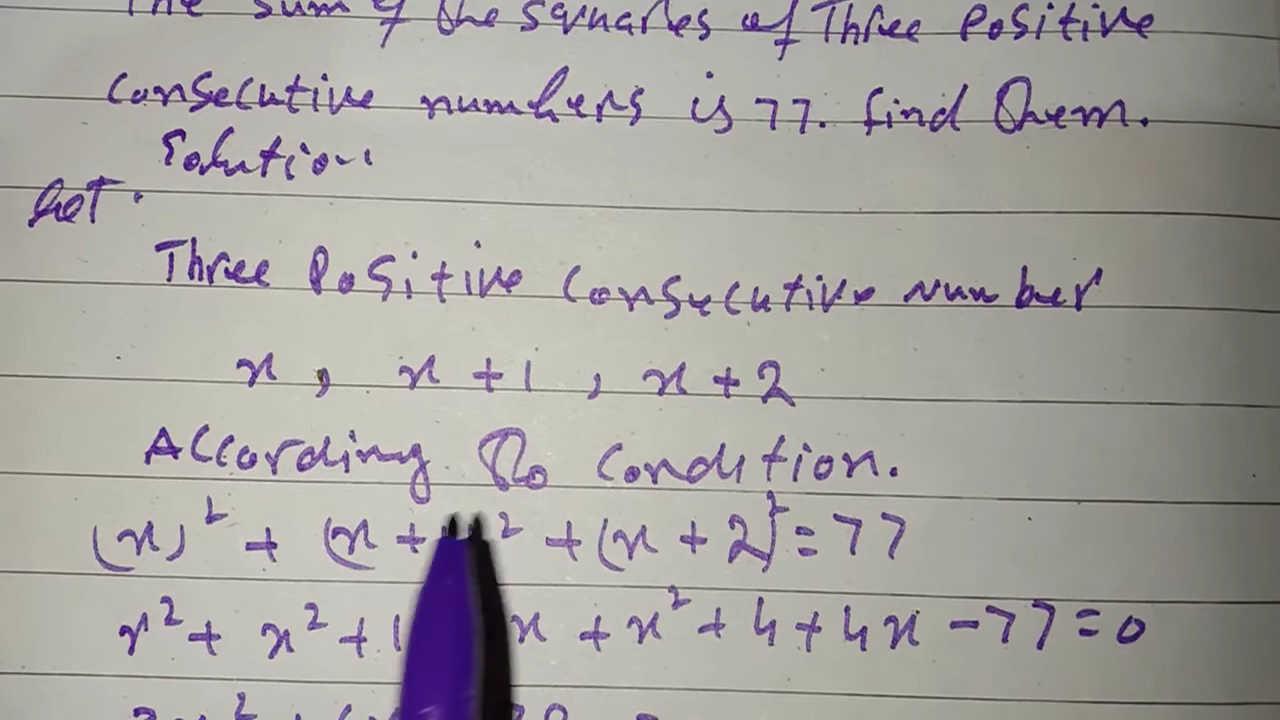 The sum of the squares of Three Positive
Consecutive numbers is 77. find them.
Solution:
Let.
Three Positive Consecutive Number
x, x + 1, x + 2
According To Condition.
(x)² + (x + ² + (x + 2)² = 77
x² + x² + 1 x + x² + 4 + 4x - 77 = 0